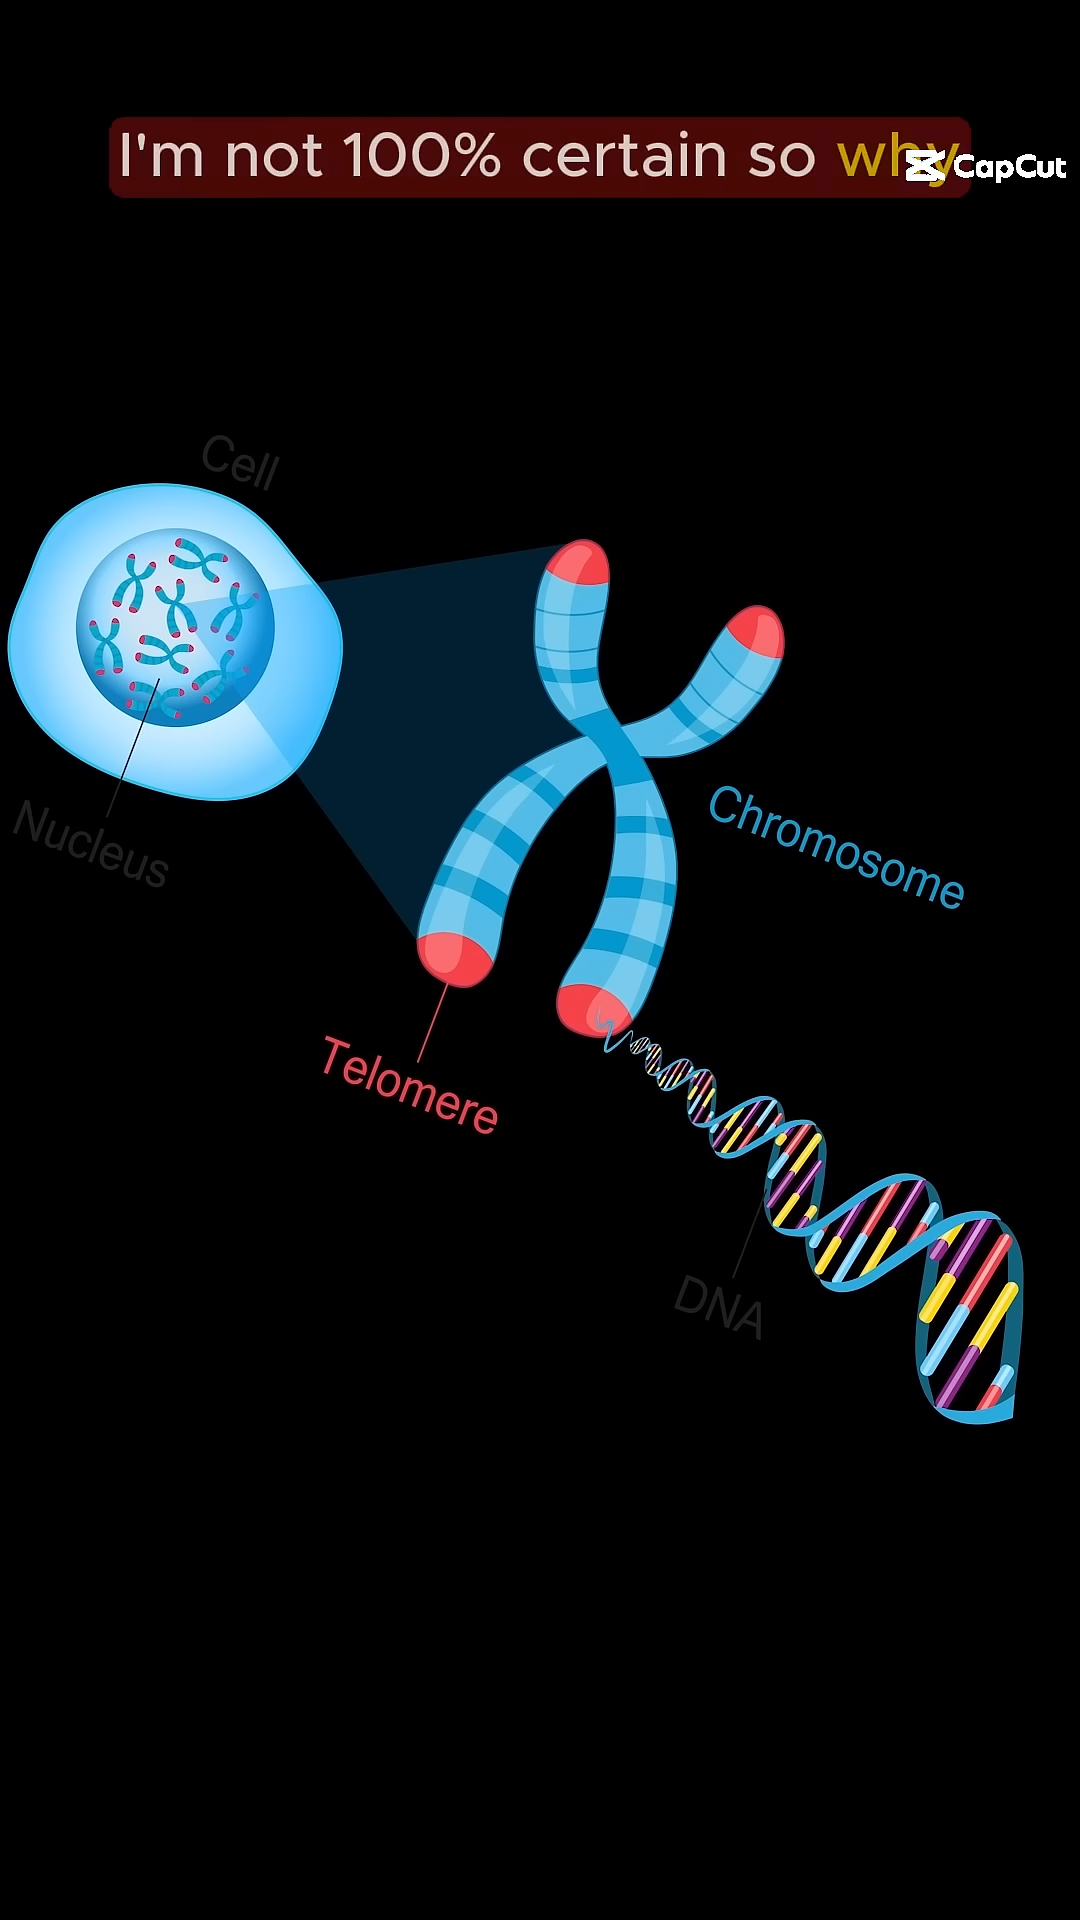 I'm not 100% certain so why
CapCut
Cell
Nucleus
Chromosome
Telomere
DNA